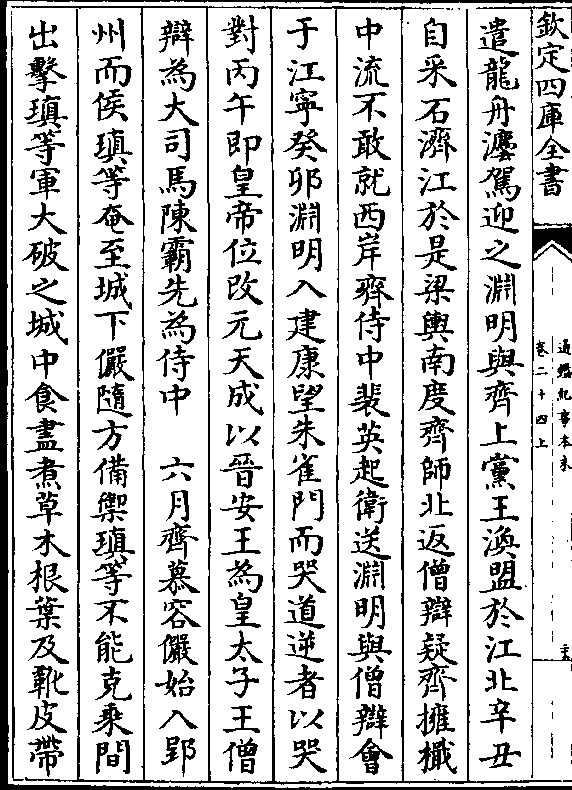 欽定四庫全書
通鑑紀事本末
卷二十四上
遣龍舟瀍駕迎之淵明與齊上黨王渙盟於江北辛丑
自采石濟江於是梁輿南度齊師北返僧辯疑齊擁檝
中流不敢就西岸齊侍中裴英起衛送淵明與僧辯會
于江寧癸卯淵明入建康望朱雀門而哭道逆者以哭
對丙午即皇帝位改元天成以晉安王為皇太子王僧
辯為大司馬陳霸先為侍中　六月齊慕容儼始入郢
州而侯瑱等奄至城下儼隨方備禦瑱等不能克乘間
出擊瑱等軍大破之城中食盡煮草木根葉及靴皮帶